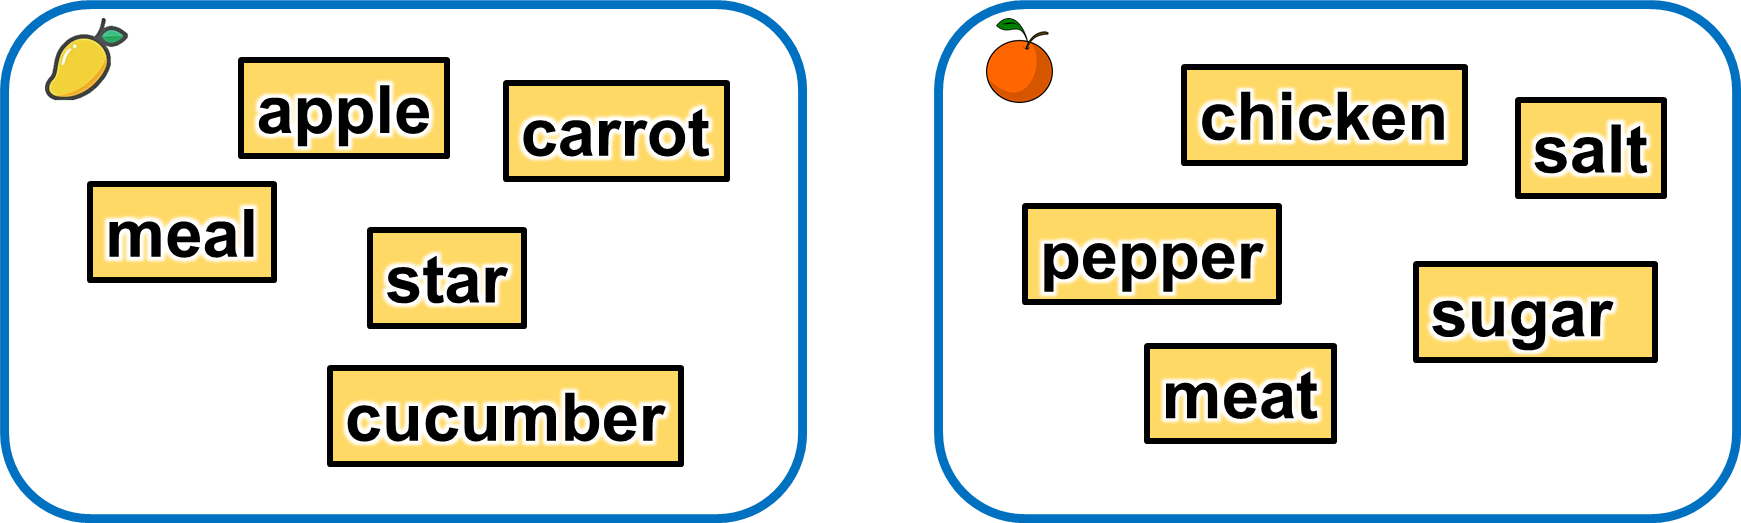 apple
carrot
meal
star
cucumber
chicken
salt
pepper
sugar
meat